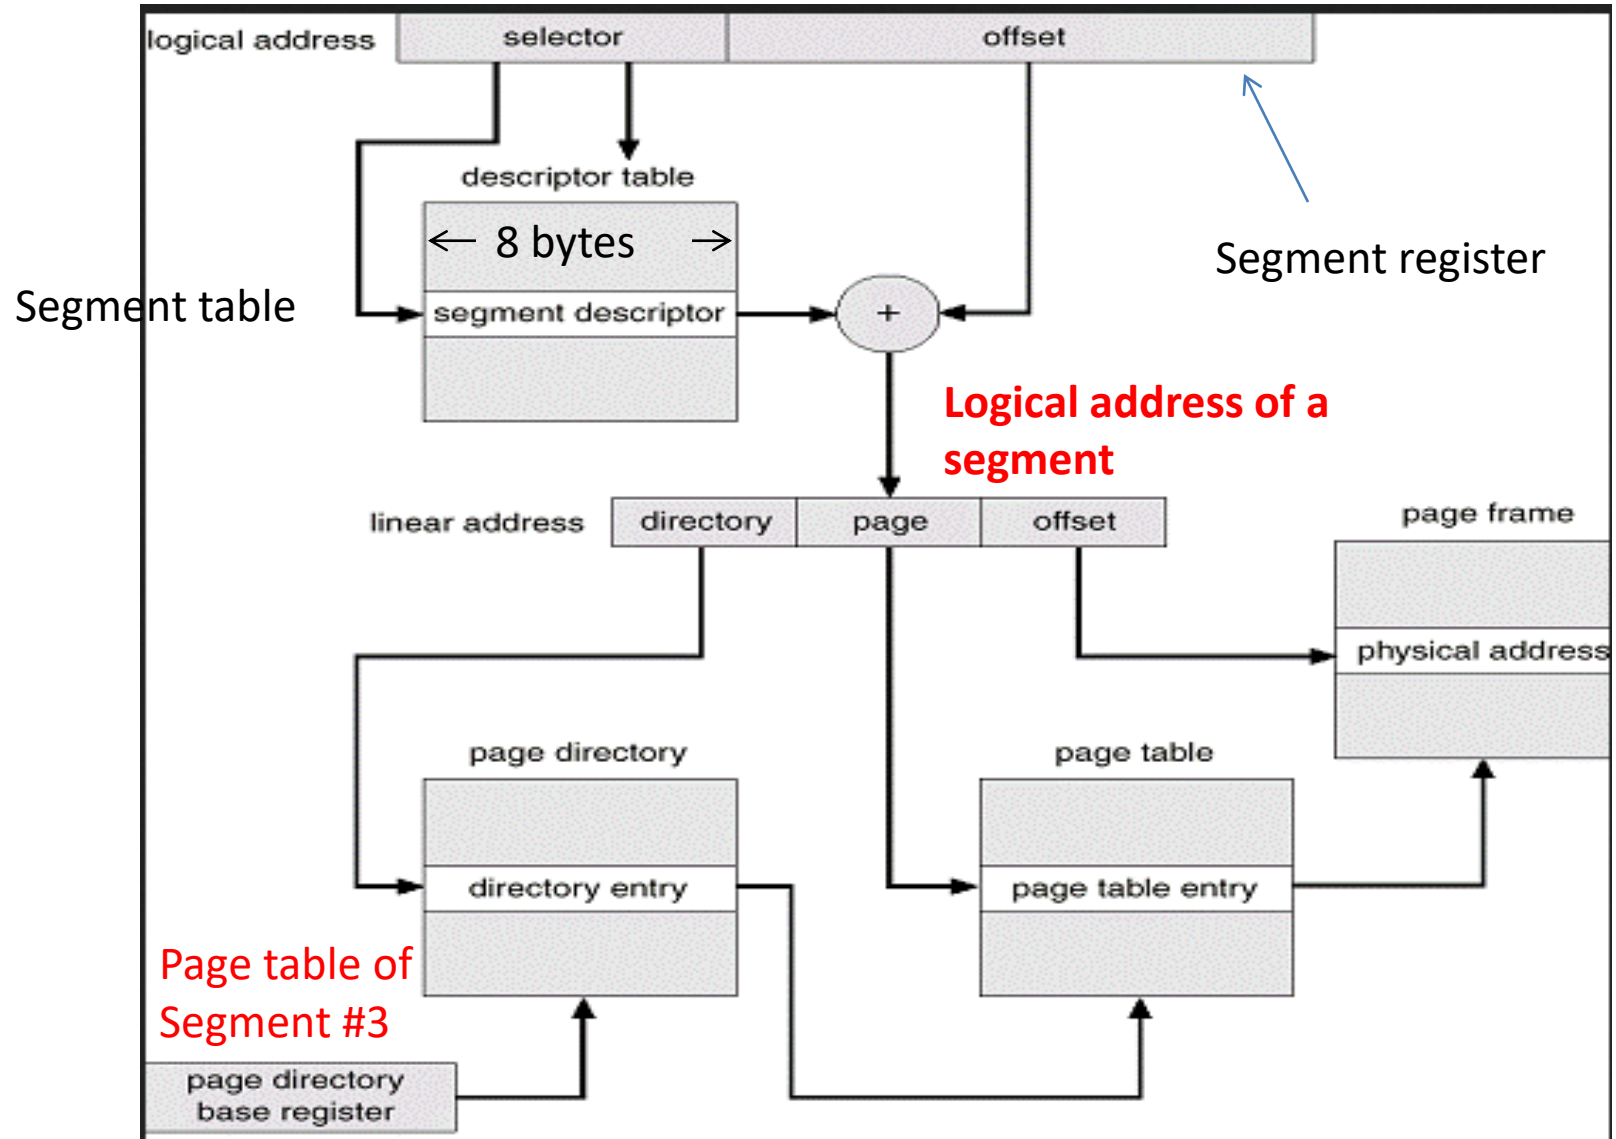 logical address
selector
offset
descriptor table
← 8 bytes →
Segment register
Segment table
segment descriptor
+
Logical address of a
segment
linear address
directory
page
offset
page frame
physical address
page directory
page table
directory entry
page table entry
Page table of
Segment #3
page directory
base register